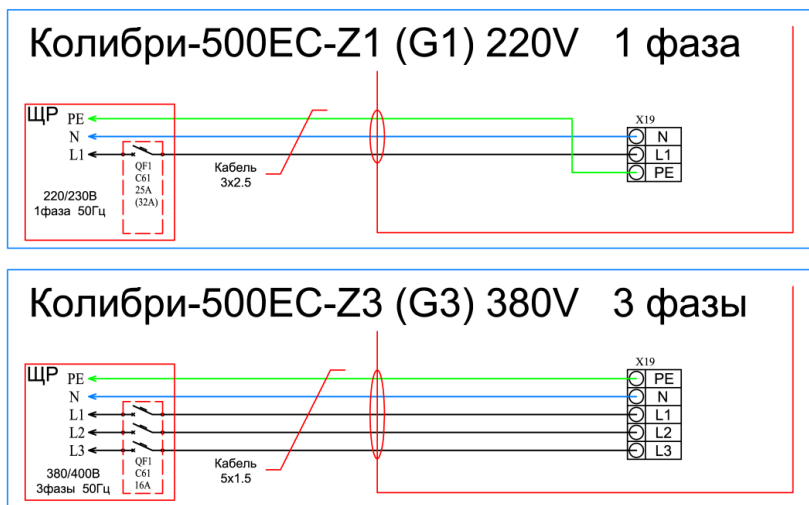 Колибри-500EC-Z1 (G1) 220V 1 фаза
ЩР
PE
N
L1
QF1
C61
25A
(32A)
220/230В
1фаза 50Гц
Кабель
3x2.5
X19
N
L1
PE
Колибри-500EC-Z3 (G3) 380V 3 фазы
ЩР
PE
N
L1
L2
L3
QF1
C61
16A
380/400В
3фазы 50Гц
Кабель
5x1.5
X19
PE
N
L1
L2
L3